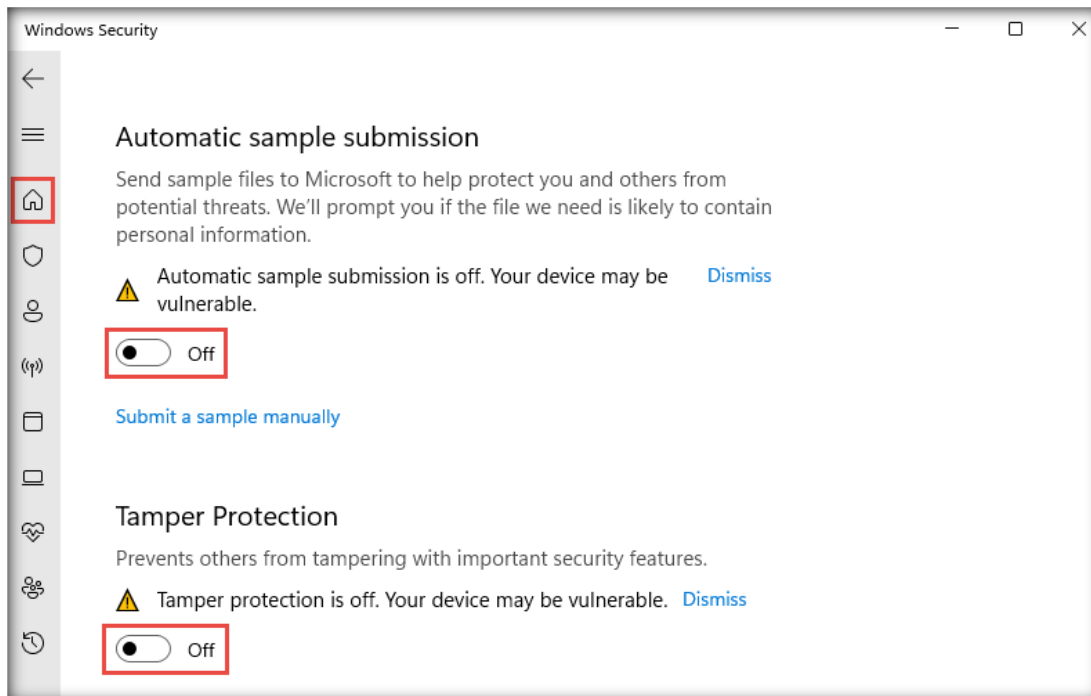 Windows Security
Automatic sample submission
Send sample files to Microsoft to help protect you and others from
potential threats. We’ll prompt you if the file we need is likely to contain
personal information.
Automatic sample submission is off. Your device may be Dismiss
vulnerable.
Off
Submit a sample manually
Tamper Protection
Prevents others from tampering with important security features.
Tamper protection is off. Your device may be vulnerable. Dismiss
Off